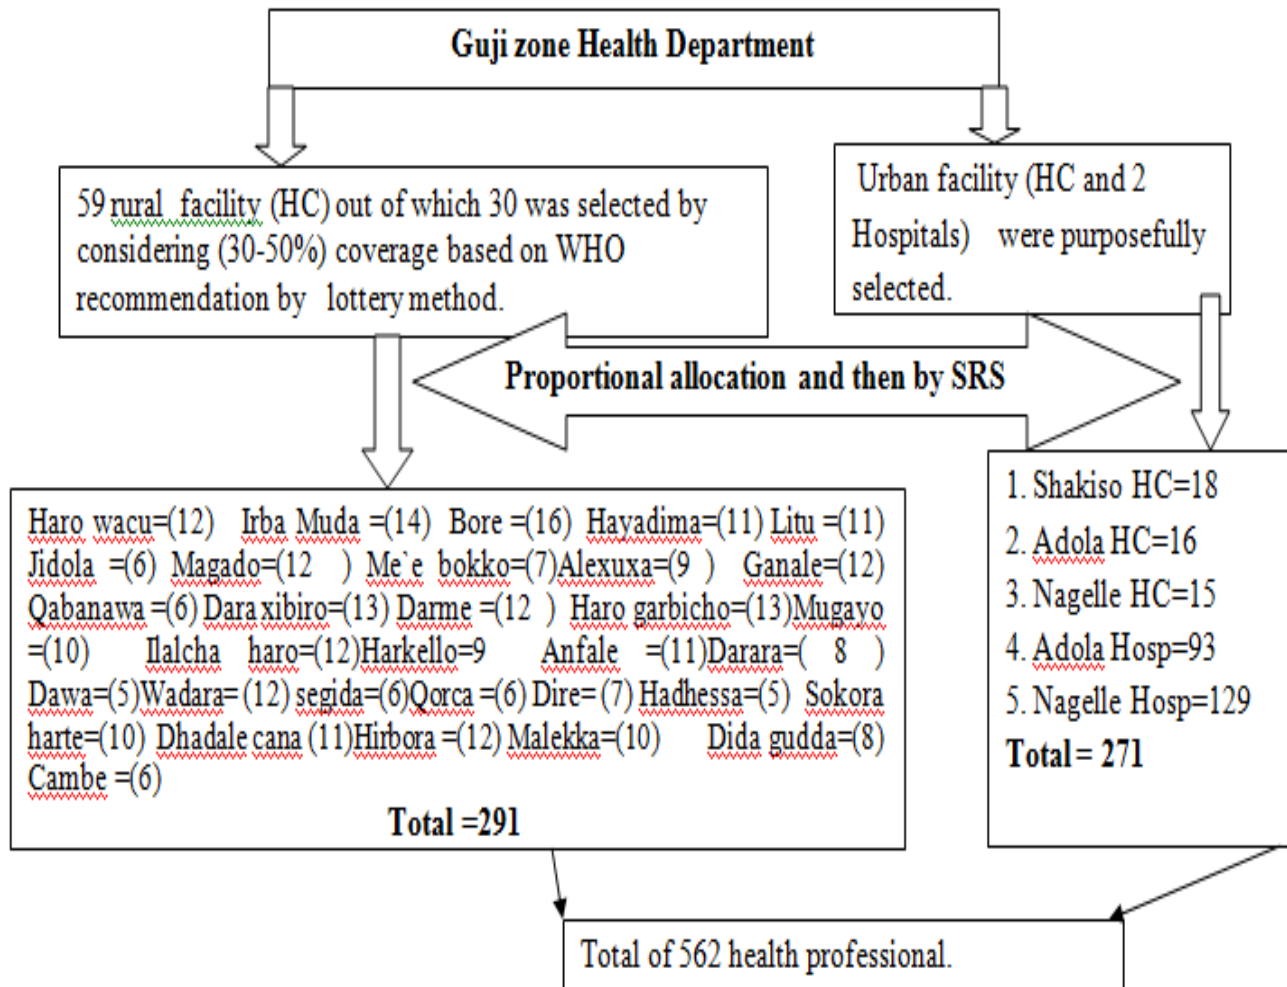 Guji zone Health Department
59 rural facility (HC) out of which 30 was selected by
considering (30-50%) coverage based on WHO
recommendation by lottery method.
Urban facility (HC and 2
Hospitals) were purposefully
selected.
Proportional allocation and then by SRS
Haro wacu=(12) Irba Muda =(14) Bore =(16) Hayadima=(11) Litu =(11)
Jidola =(6) Magado=(12 ) Me`e bokko=(7)Alexuxa=(9 ) Ganale=(12)
Qabanawa =(6) Dara xibiro=(13) Darme =(12 ) Haro garbicho=(13)Mugayo
=(10) Ilalcha haro=(12)Harkello=9 Anfale =(11)Darara=( 8 )
Dawa=(5)Wadara= (12) segida=(6)Qorca =(6) Dire= (7) Hadhessa=(5) Sokora
harte=(10) Dhadale cana (11)Hirbora =(12) Malekka=(10) Dida gudda=(8)
Cambe =(6)
Total =291
1. Shakiso HC=18
2. Adola HC=16
3. Nagelle HC=15
4. Adola Hosp=93
5. Nagelle Hosp=129
Total = 271
Total of 562 health professional.